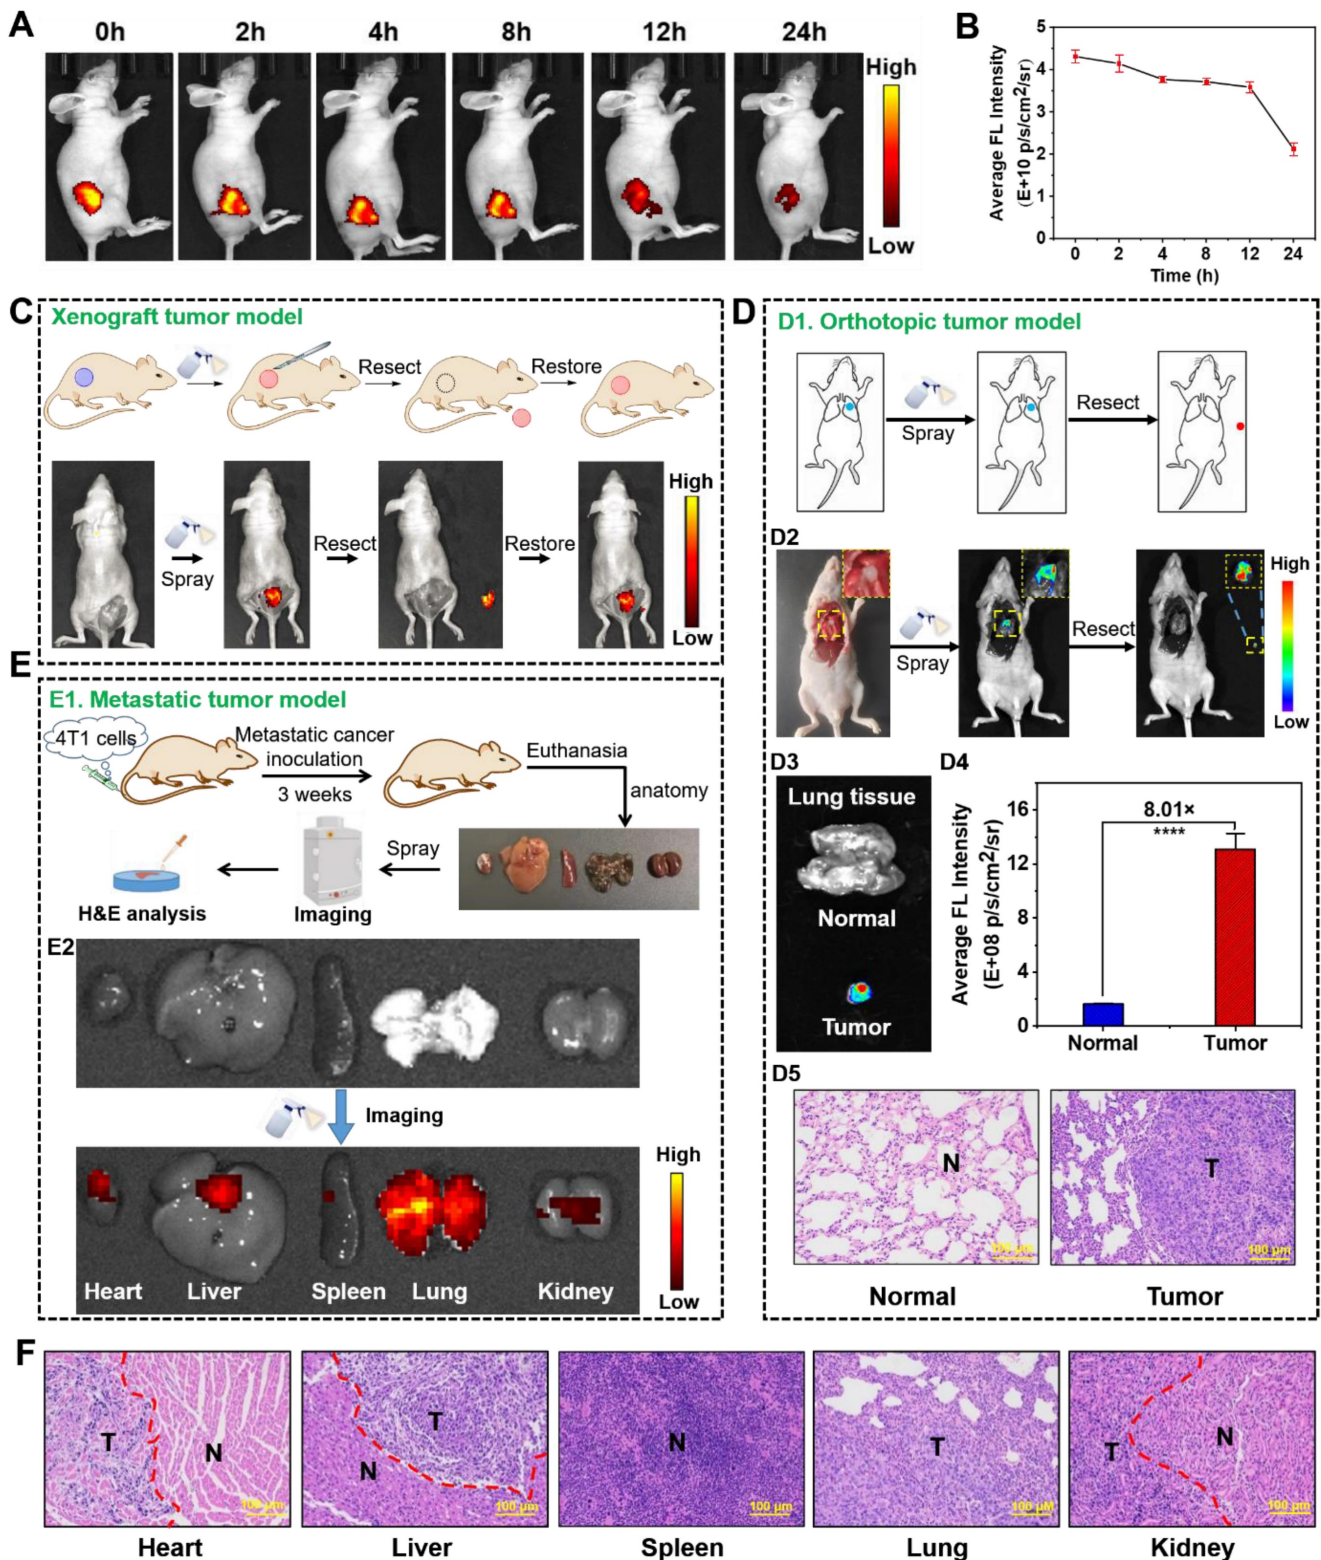 A
0h 2h 4h 8h 12h 24h
High
Low
B
Average FL Intensity
(E+10 p/s/cm2/sr)
5
4
3
2
1
0
0 2 4 8 12 24
Time (h)
C
Xenograft tumor model
Resect
Restore
Spray
Resect
Restore
High
Low
D
D1. Orthotopic tumor model
Spray
Resect
D2
Spray
Resect
High
Low
D3
Lung tissue
Normal
Tumor
D4
Average FL Intensity
(E+08 p/s/cm2/sr)
16
12
8
4
0
8.01×
****
Normal Tumor
D5
N
100 μm
T
100 μm
Normal Tumor
E
E1. Metastatic tumor model
4T1 cells
Metastatic cancer
inoculation
3 weeks
Euthanasia
anatomy
Spray
Imaging
H&E analysis
E2
Imaging
High
Low
Heart Liver Spleen Lung Kidney
F
T N
100 μm
T
N
100 μm
N
100 μm
T
100 μM
T N
100 μm
Heart Liver Spleen Lung Kidney